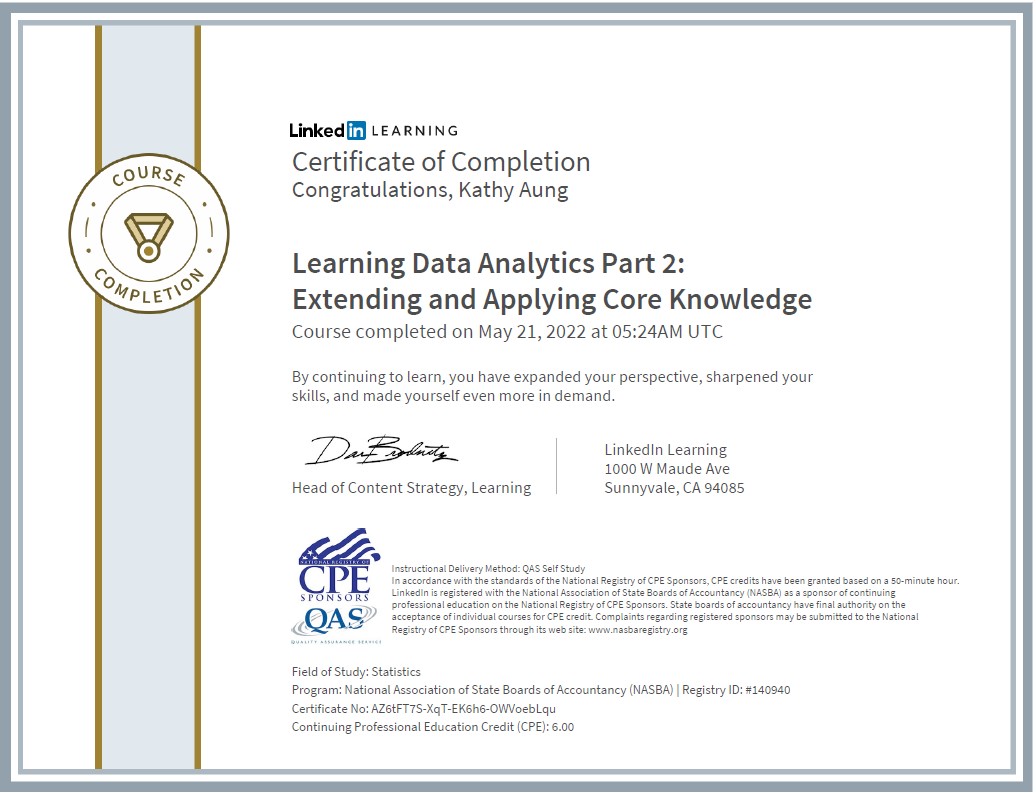 COURSE
COMPLETION
Linked in LEARNING
Certificate of Completion
Congratulations, Kathy Aung
Learning Data Analytics Part 2:
Extending and Applying Core Knowledge
Course completed on May 21, 2022 at 05:24AM UTC
By continuing to learn, you have expanded your perspective, sharpened your
skills, and made yourself even more in demand.
Head of Content Strategy, Learning
LinkedIn Learning
1000 W Maude Ave
Sunnyvale, CA 94085
NATIONAL REGISTRY OF
CPE
SPONSORS
QAS
QUALITY ASSURANCE SERVICE
Instructional Delivery Method: QAS Self Study
In accordance with the standards of the National Registry of CPE Sponsors, CPE credits have been granted based on a 50-minute hour.
LinkedIn is registered with the National Association of State Boards of Accountancy (NASBA) as a sponsor of continuing
professional education on the National Registry of CPE Sponsors. State boards of accountancy have final authority on the
acceptance of individual courses for CPE credit. Complaints regarding registered sponsors may be submitted to the National
Registry of CPE Sponsors through its web site: www.nasbaregistry.org
Field of Study: Statistics
Program: National Association of State Boards of Accountancy (NASBA) | Registry ID: #140940
Certificate No: AZ6tFT7S-XqT-EK6h6-OWVoebLqu
Continuing Professional Education Credit (CPE): 6.00